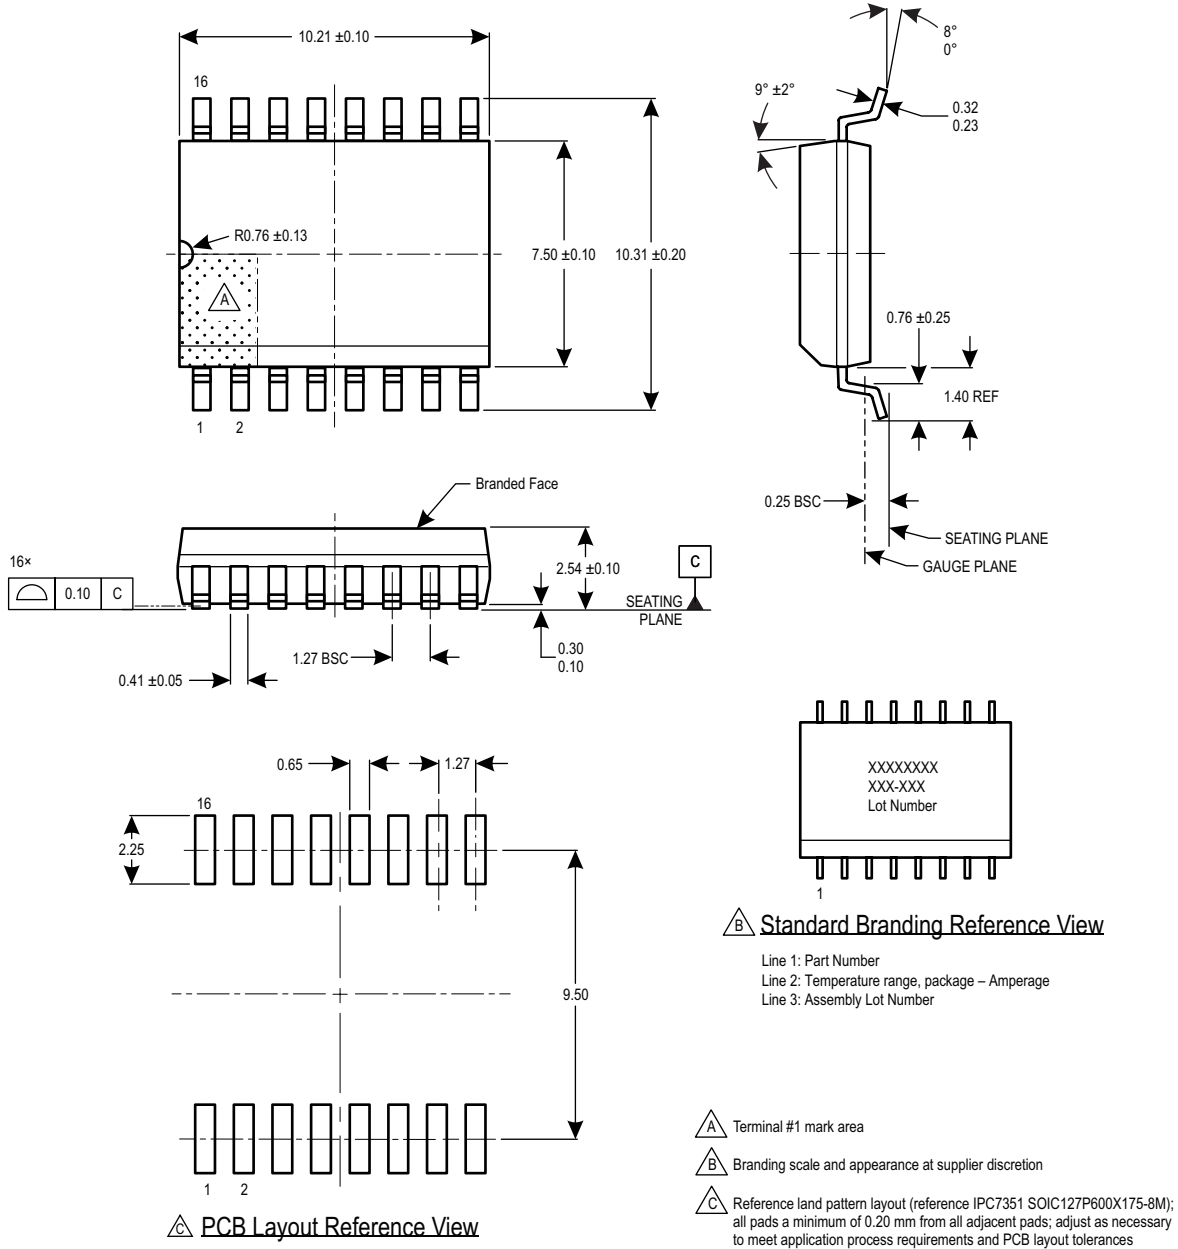 10.21 ±0.10
16
R0.76 ±0.13
A
7.50 ±0.10
10.31 ±0.20
1 2
8°
0°
9° ±2°
0.32
0.23
0.76 ±0.25
1.40 REF
0.25 BSC
SEATING PLANE
GAUGE PLANE
Branded Face
16×
0.10 C
2.54 ±0.10
C
SEATING
PLANE
0.30
0.10
1.27 BSC
0.41 ±0.05
0.65
1.27
16
2.25
9.50
1 2
C PCB Layout Reference View
XXXXXXXX
XXX-XXX
Lot Number
1
B Standard Branding Reference View
Line 1: Part Number
Line 2: Temperature range, package – Amperage
Line 3: Assembly Lot Number
A Terminal #1 mark area
B Branding scale and appearance at supplier discretion
C Reference land pattern layout (reference IPC7351 SOIC127P600X175-8M);
all pads a minimum of 0.20 mm from all adjacent pads; adjust as necessary
to meet application process requirements and PCB layout tolerances